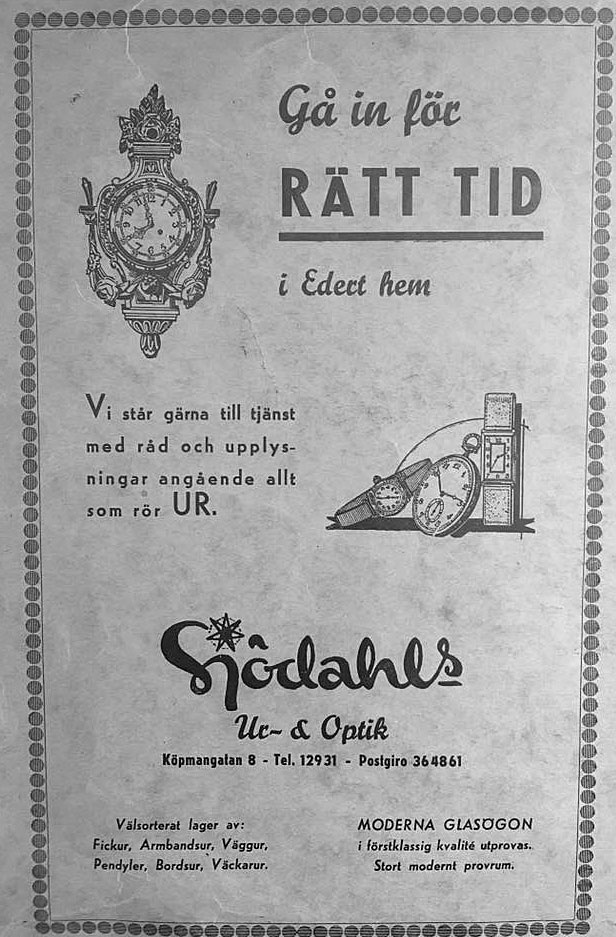 Gå in för
RÄTT TID
i Edert hem
Vi står gärna till tjänst
med råd och upplys-
ningar angående allt
som rör UR.
Sjödahls
Ur- & Optik
Köpmangatan 8 - Tel. 12931 - Postgiro 364861
Välsorterat lager av:
Fickur, Armbandsur, Väggur,
Pendyler, Bordsur, Väckarur.
MODERNA GLASÖGON
i förstklassig kvalité utprovas.
Stort modernt provrum.